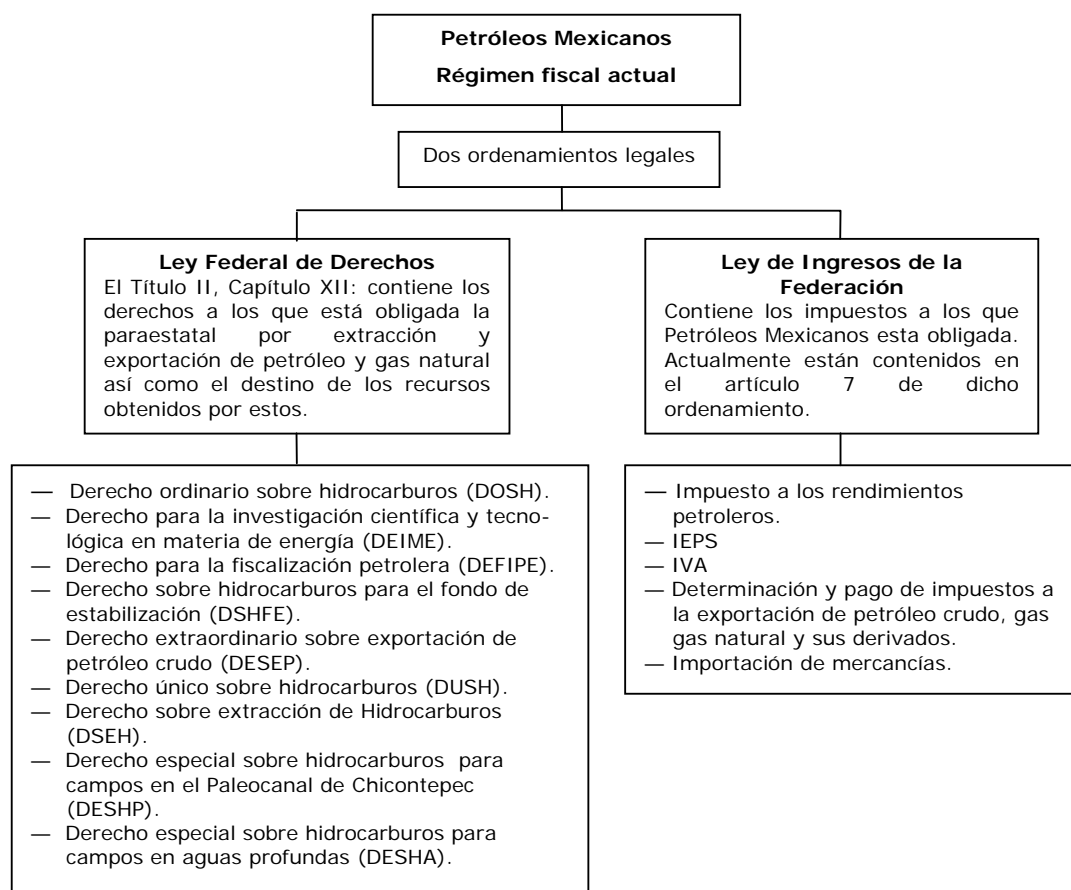 Petróleos Mexicanos
Régimen fiscal actual
Dos ordenamientos legales
Ley Federal de Derechos
El Título II, Capítulo XII: contiene los
derechos a los que está obligada la
paraestatal por extracción y
exportación de petróleo y gas natural
así como el destino de los recursos
obtenidos por estos.
Ley de Ingresos de la
Federación
Contiene los impuestos a los que
Petróleos Mexicanos esta obligada.
Actualmente están contenidos en
el artículo 7 de dicho
ordenamiento.
— Derecho ordinario sobre hidrocarburos (DOSH).
— Derecho para la investigación científica y tecno-
lógica en materia de energía (DEIME).
— Derecho para la fiscalización petrolera (DEFIPE).
— Derecho sobre hidrocarburos para el fondo de
estabilización (DSHFE).
— Derecho extraordinario sobre exportación de
petróleo crudo (DESEP).
— Derecho único sobre hidrocarburos (DUSH).
— Derecho sobre extracción de Hidrocarburos
(DSEH).
— Derecho especial sobre hidrocarburos para
campos en el Paleocanal de Chicontepec
(DESHP).
— Derecho especial sobre hidrocarburos para
campos en aguas profundas (DESHA).
— Impuesto a los rendimientos
petroleros.
— IEPS
— IVA
— Determinación y pago de impuestos a
la exportación de petróleo crudo, gas
gas natural y sus derivados.
— Importación de mercancías.